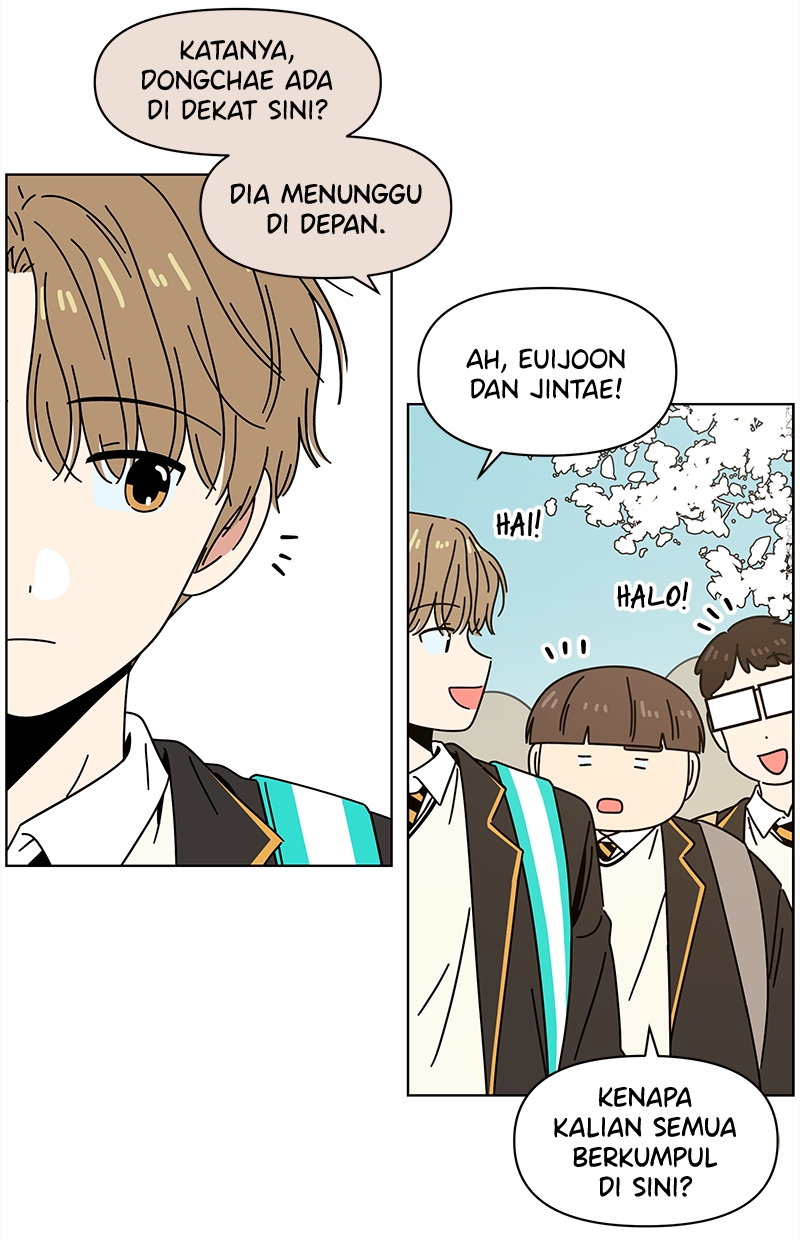 KATANYA,
DONGCHAE ADA
DI DEKAT SINI?
DIA MENUNGGU
DI DEPAN.
AH, EUIJOON
DAN JINTAE!
HAI!
HALO!
KENAPA
KALIAN SEMUA
BERKUMPUL
DI SINI?